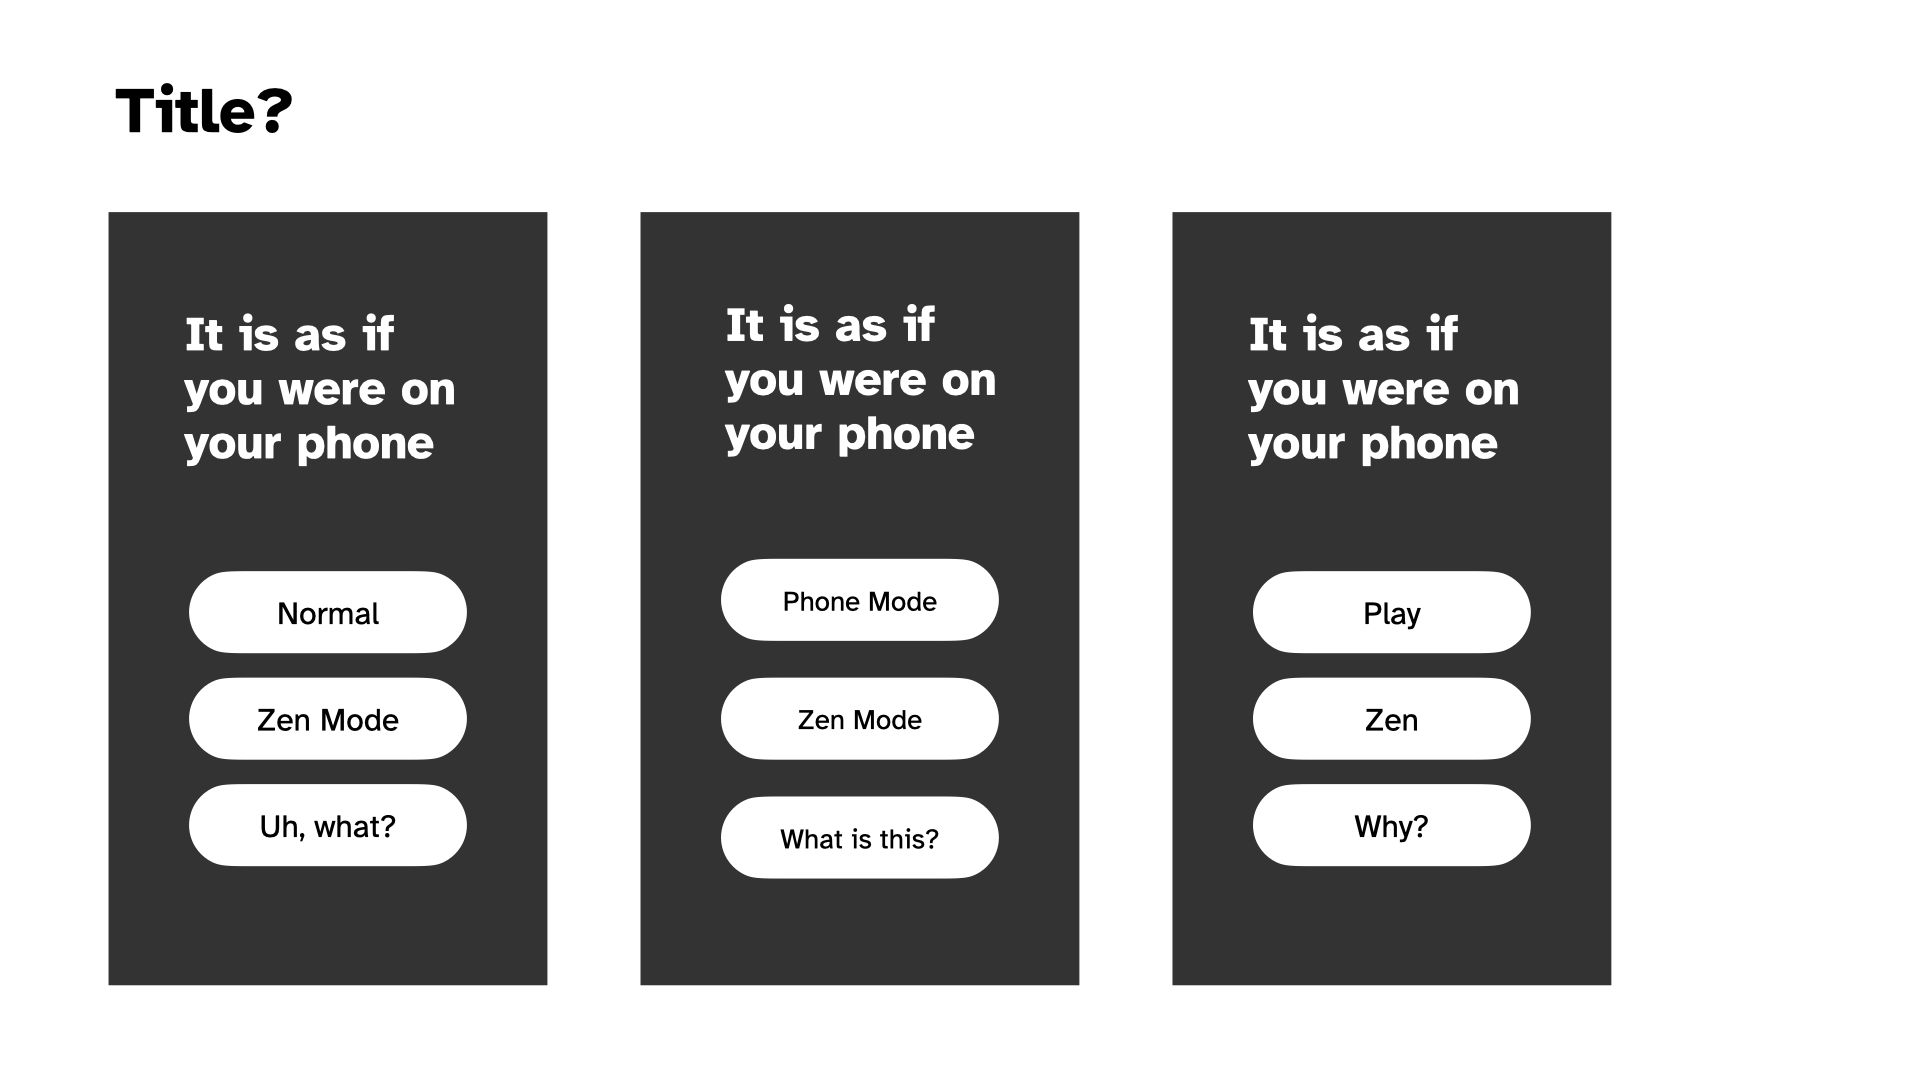 Title?
It is as if
you were on
your phone
Normal
Zen Mode
Uh, what?
It is as if
you were on
your phone
Phone Mode
Zen Mode
What is this?
It is as if
you were on
your phone
Play
Zen
Why?